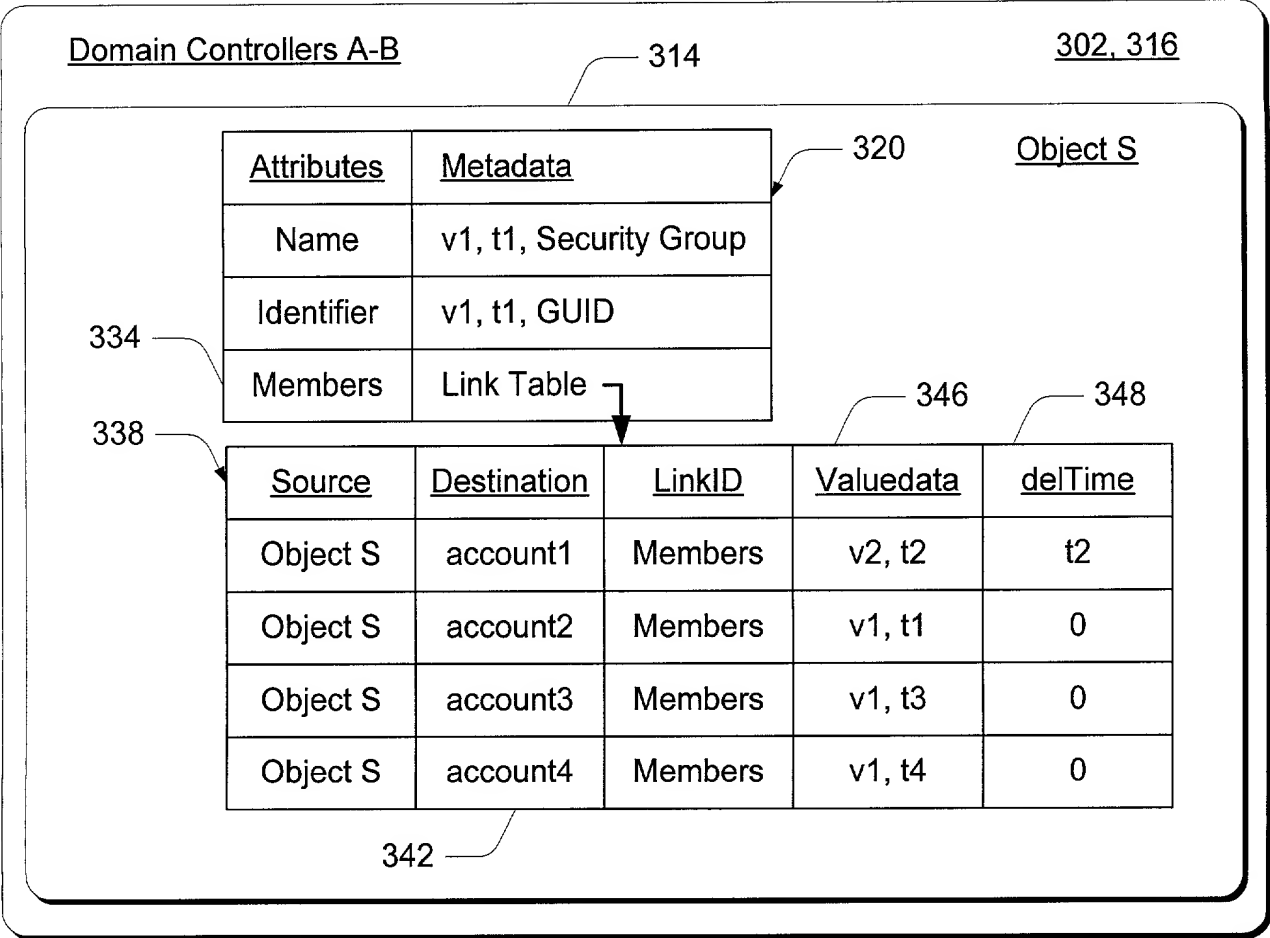 Domain Controllers A-B 314 302, 316
320 Object S
Attributes Metadata
Name v1, t1, Security Group
Identifier v1, t1, GUID
334
Members Link Table
346 348
338
Source Destination LinkID Valuedata delTime
Object S account1 Members v2, t2 t2
Object S account2 Members v1, t1 0
Object S account3 Members v1, t3 0
Object S account4 Members v1, t4 0
342